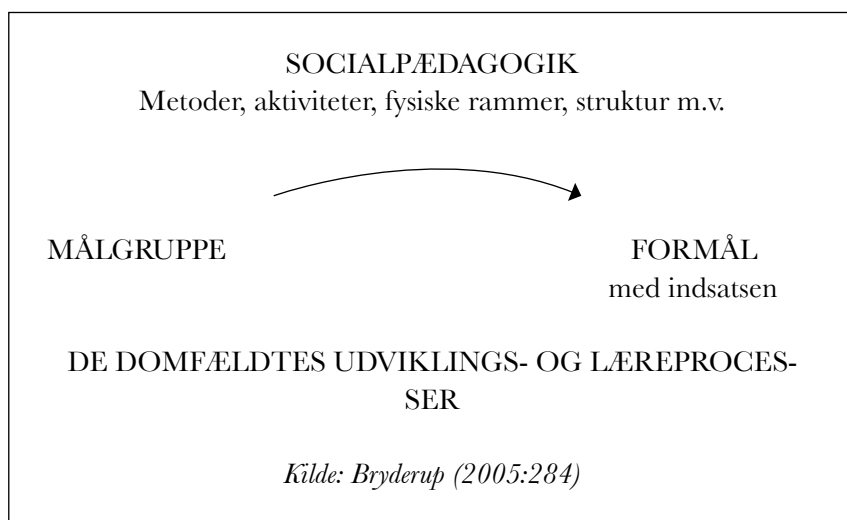 SOCIALPÆDAGOGIK
Metoder, aktiviteter, fysiske rammer, struktur m.v.
MÅLGRUPPE
FORMÅL
med indsatsen
DE DOMFÆLDTES UDVIKLINGS- OG LÆREPROCES-
SER
Kilde: Bryderup (2005:284)